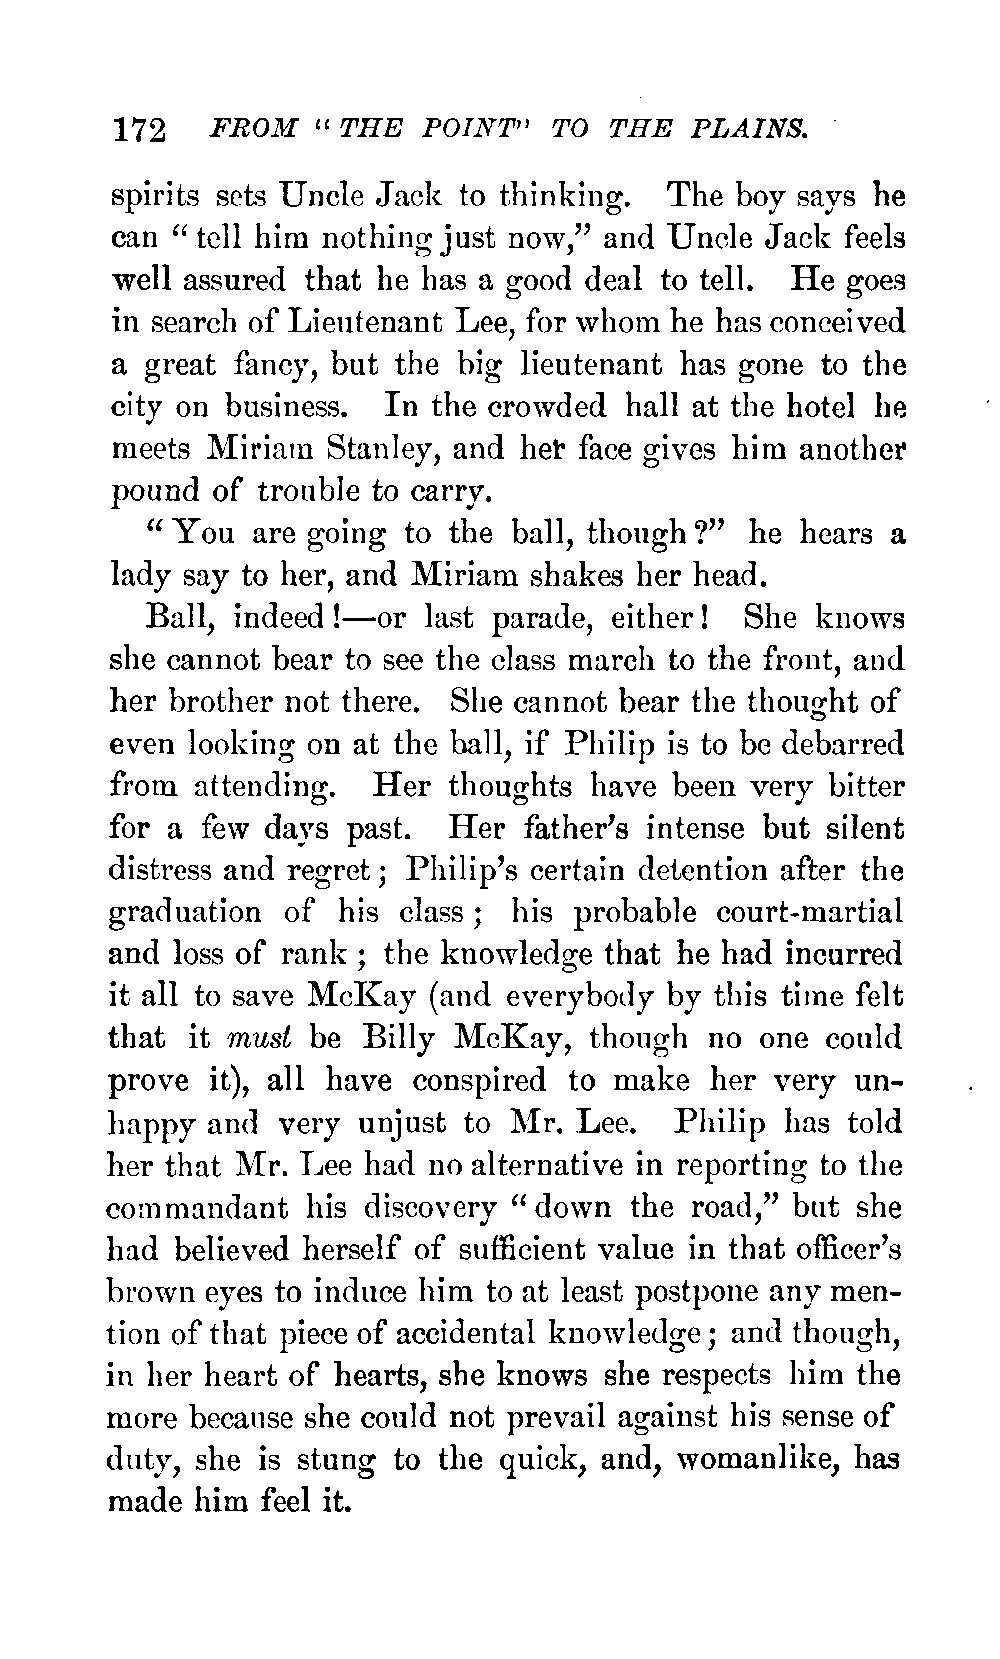 172 FROM "THE POINT" TO THE PLAINS.
spirits sets Uncle Jack to thinking. The boy says he
can "tell him nothing just now," and Uncle Jack feels
well assured that he has a good deal to tell. He goes
in search of Lieutenant Lee, for whom he has conceived
a great fancy, but the big lieutenant has gone to the
city on business. In the crowded hall at the hotel he
meets Miriam Stanley, and her face gives him another
pound of trouble to carry.
"You are going to the ball, though?" he hears a
lady say to her, and Miriam shakes her head.
Ball, indeed!—or last parade, either! She knows
she cannot bear to see the class march to the front, and
her brother not there. She cannot bear the thought of
even looking on at the ball, if Philip is to be debarred
from attending. Her thoughts have been very bitter
for a few days past. Her father's intense but silent
distress and regret; Philip's certain detention after the
graduation of his class; his probable court-martial
and loss of rank; the knowledge that he had incurred
it all to save McKay (and everybody by this time felt
that it must be Billy McKay, though no one could
prove it), all have conspired to make her very un-
happy and very unjust to Mr. Lee. Philip has told
her that Mr. Lee had no alternative in reporting to the
commandant his discovery "down the road," but she
had believed herself of sufficient value in that officer's
brown eyes to induce him to at least postpone any men-
tion of that piece of accidental knowledge; and though,
in her heart of hearts, she knows she respects him the
more because she could not prevail against his sense of
duty, she is stung to the quick, and, womanlike, has
made him feel it.